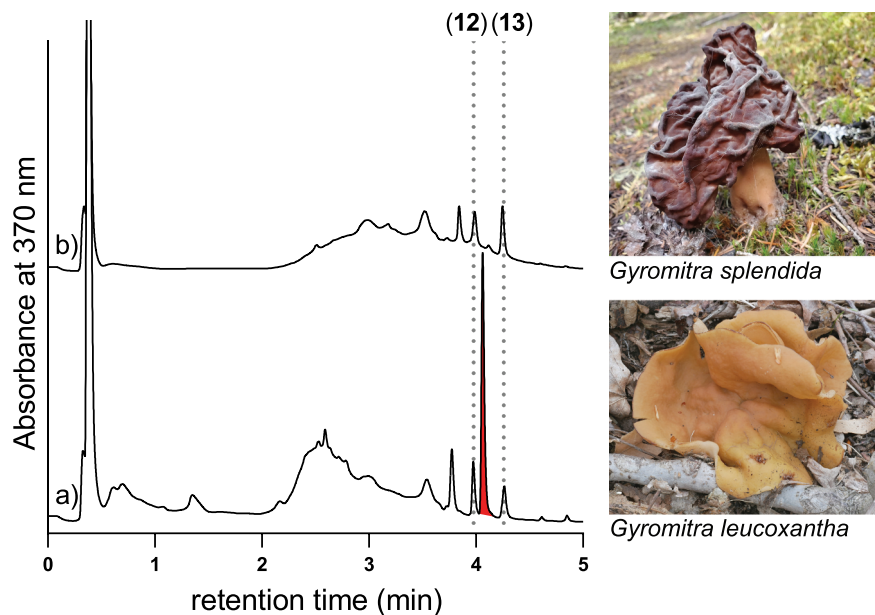 (12) (13)
Absorbance at 370 nm
b)
a)
0 1 2 3 4 5
retention time (min)
Gyromitra splendida
Gyromitra leucoxantha